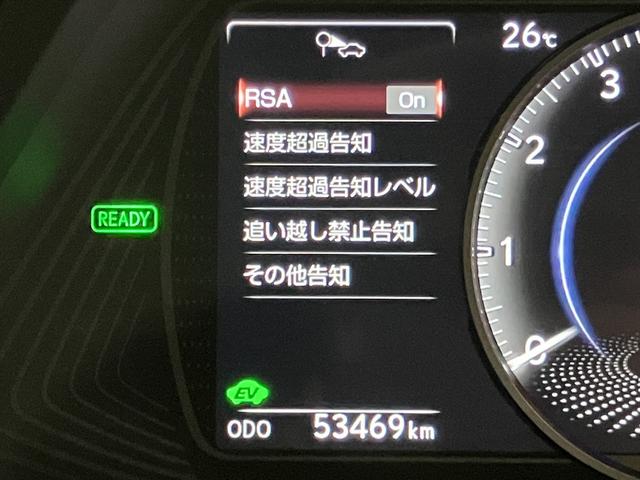 26℃
RSA On
速度超過告知
速度超過告知レベル
追い越し禁止告知
その他告知
READY
EV
ODO 53469km
3
2
1
0